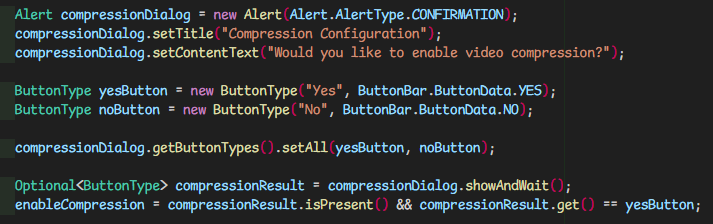 Alert compressionDialog = new Alert(Alert.AlertType.CONFIRMATION);
compressionDialog.setTitle("Compression Configuration");
compressionDialog.setContentText("Would you like to enable video compression?");
ButtonType yesButton = new ButtonType("Yes", ButtonBar.ButtonData.YES);
ButtonType noButton = new ButtonType("No", ButtonBar.ButtonData.NO);
compressionDialog.getButtonTypes().setAll(yesButton, noButton);
Optional<ButtonType> compressionResult = compressionDialog.showAndWait();
enableCompression = compressionResult.isPresent() && compressionResult.get() == yesButton;